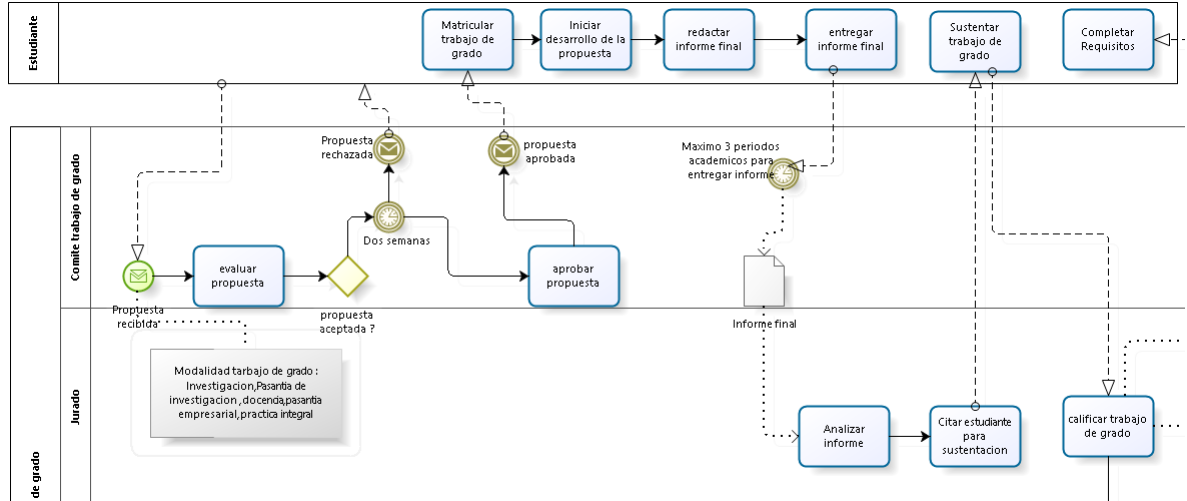 Estudiante
Matricular
trabajo de
grado
Iniciar
desarrollo de la
propuesta
redactar
informe final
entregar
informe final
Sustentar
trabajo de
grado
Completar
Requisitos
Comite trabajo de grado
Propuesta
rechazada
propuesta
aprobada
Maximo 3 periodos
academicos para
entregar informe
Dos semanas
evaluar
propuesta
aprobar
propuesta
Propuesta
recibida
propuesta
aceptada ?
Informe final
de grado
Jurado
Modalidad tarbajo de grado :
Investigacion,Pasantia de
investigacion ,docencia,pasantia
empresarial,practica integral
Analizar
informe
Citar estudiante
para
sustentacion
calificar trabajo
de grado